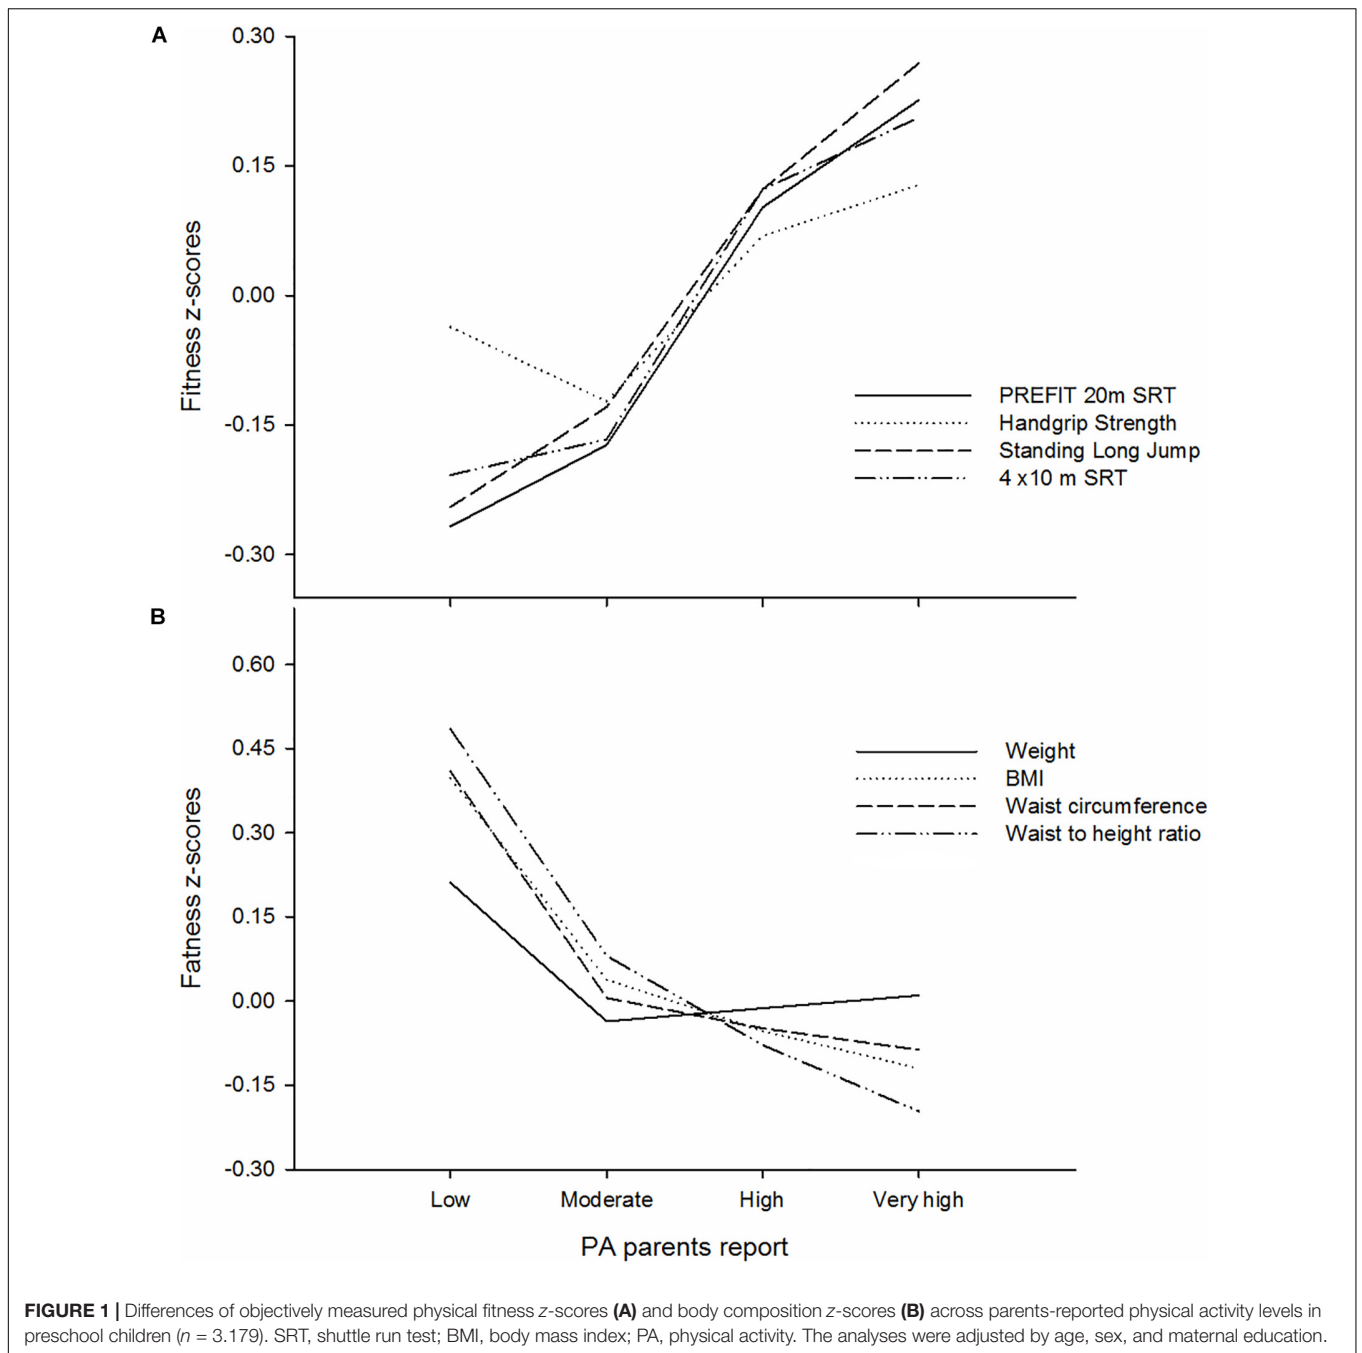 A
0.30
0.15
0.00
-0.15
-0.30
Fitness z-scores
PREFIT 20m SRT
Handgrip Strength
Standing Long Jump
4 x10 m SRT
B
0.60
0.45
0.30
0.15
0.00
-0.15
-0.30
Fatness z-scores
Weight
BMI
Waist circumference
Waist to height ratio
Low Moderate High Very high
PA parents report
FIGURE 1 | Differences of objectively measured physical fitness z-scores (A) and body composition z-scores (B) across parents-reported physical activity levels in
preschool children (n = 3.179). SRT, shuttle run test; BMI, body mass index; PA, physical activity. The analyses were adjusted by age, sex, and maternal education.